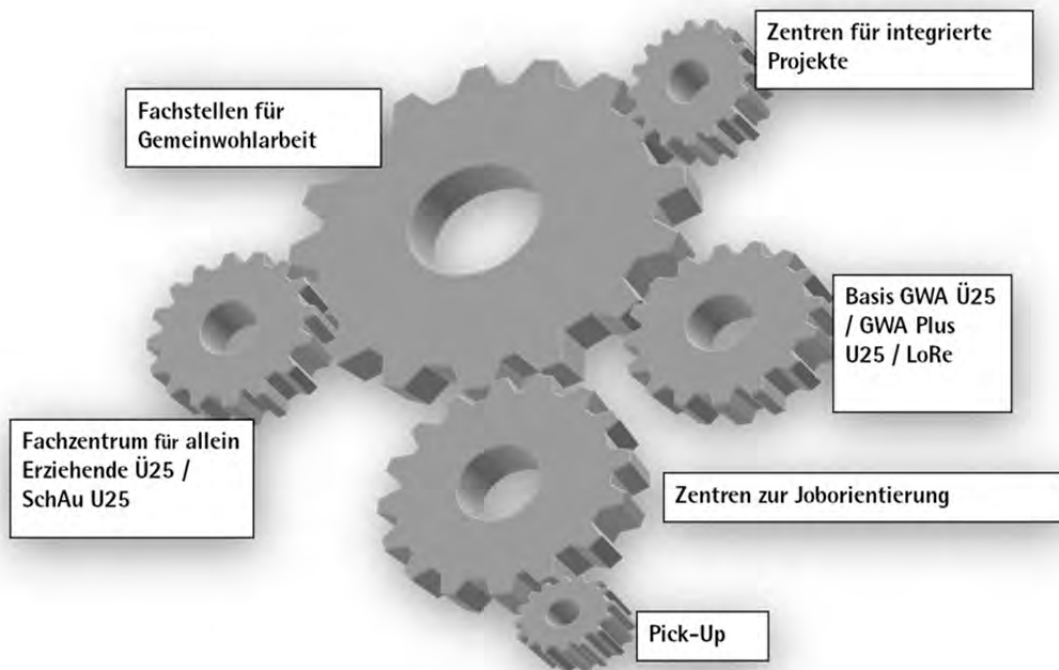 Zentren für integrierte
Projekte
Fachstellen für
Gemeinwohlarbeit
Basis GWA Ü25
/ GWA Plus
U25 / LoRe
Fachzentrum für allein
Erziehende Ü25 /
SchAu U25
Zentren zur Joborientierung
Pick-Up